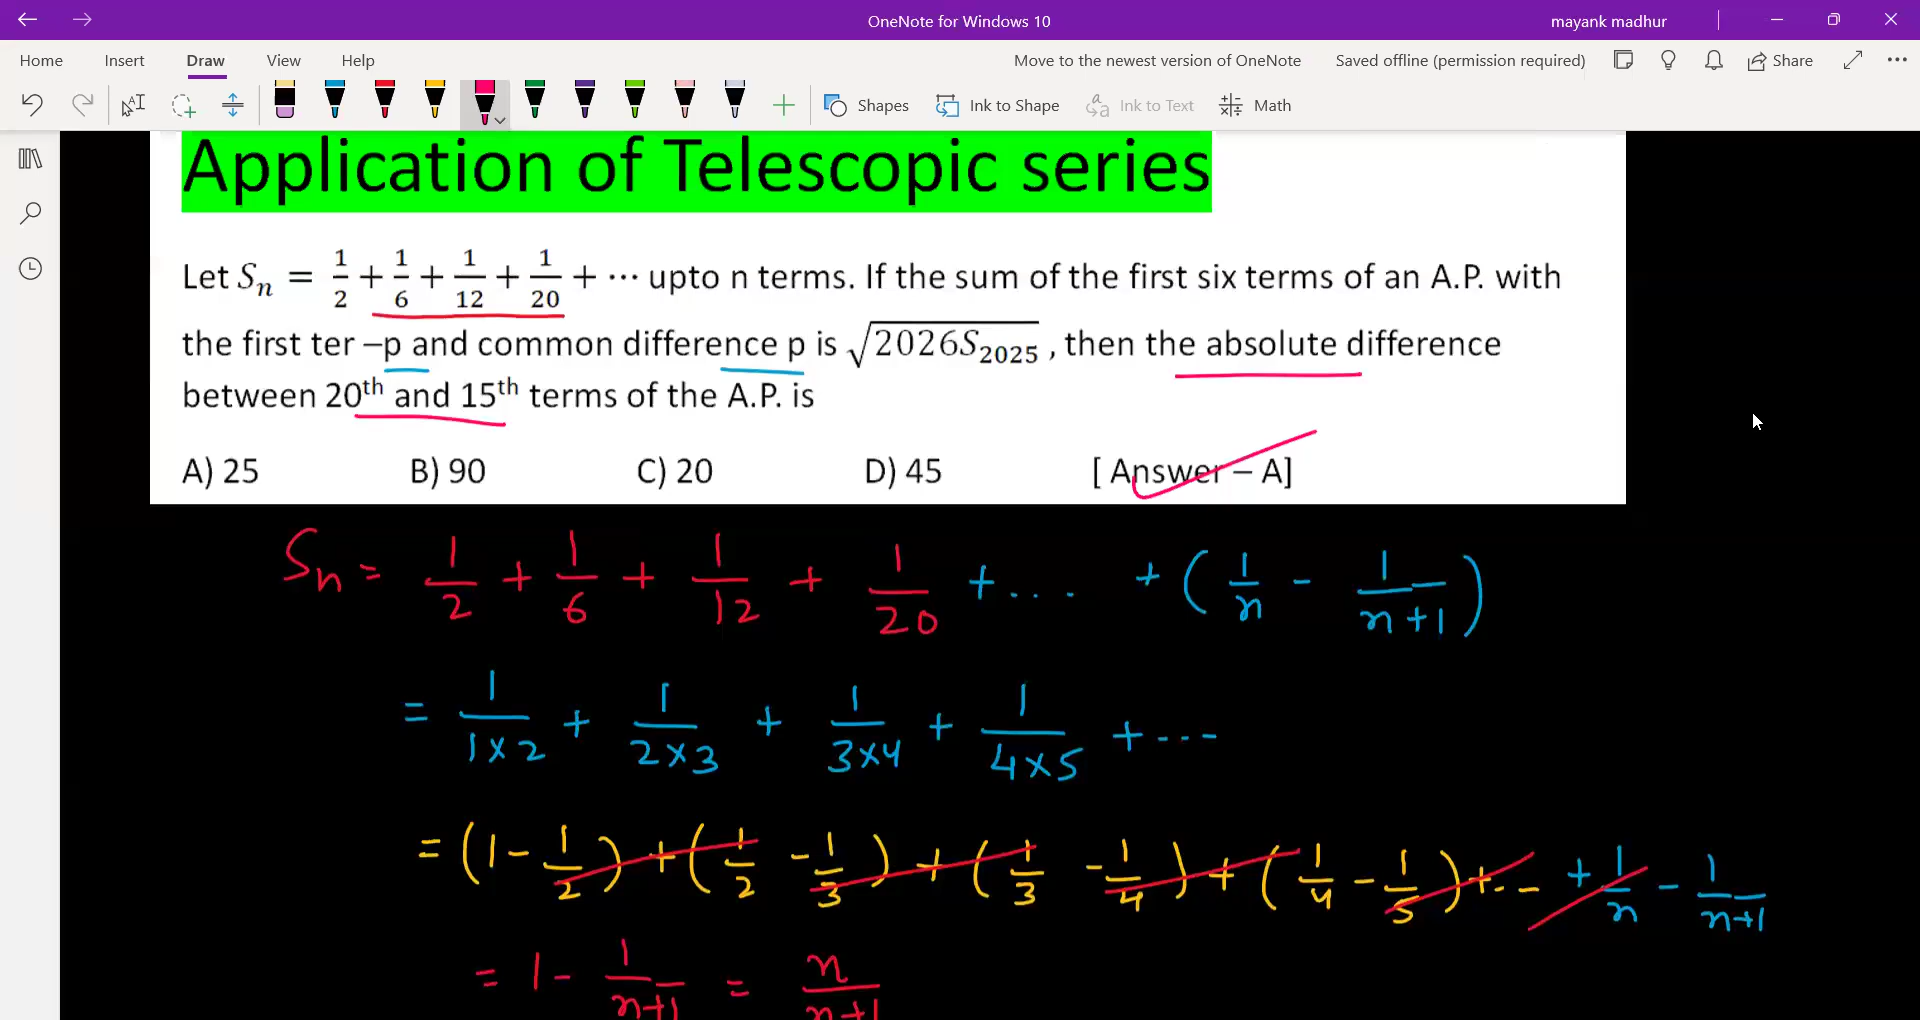 OneNote for Windows 10
mayank madhur
Home Insert Draw View Help
Move to the newest version of OneNote Saved offline (permission required) Share
Shapes Ink to Shape Ink to Text Math
Application of Telescopic series
Let Sₙ = 1/2 + 1/6 + 1/12 + 1/20 + ⋯ upto n terms. If the sum of the first six terms of an A.P. with
the first ter –p and common difference p is √(2026S₂₀₂₅) , then the absolute difference
between 20ᵗʰ and 15ᵗʰ terms of the A.P. is
A) 25 B) 90 C) 20 D) 45 [ Answer – A]
Sn = 1/2 + 1/6 + 1/12 + 1/20 + ... + (1/n - 1/(n+1))
= 1/(1×2) + 1/(2×3) + 1/(3×4) + 1/(4×5) + ---
= (1 - 1/2) + (1/2 - 1/3) + (1/3 - 1/4) + (1/4 - 1/5) + -- + 1/n - 1/(n+1)
= 1 - 1/(n+1) = n/(n+1)